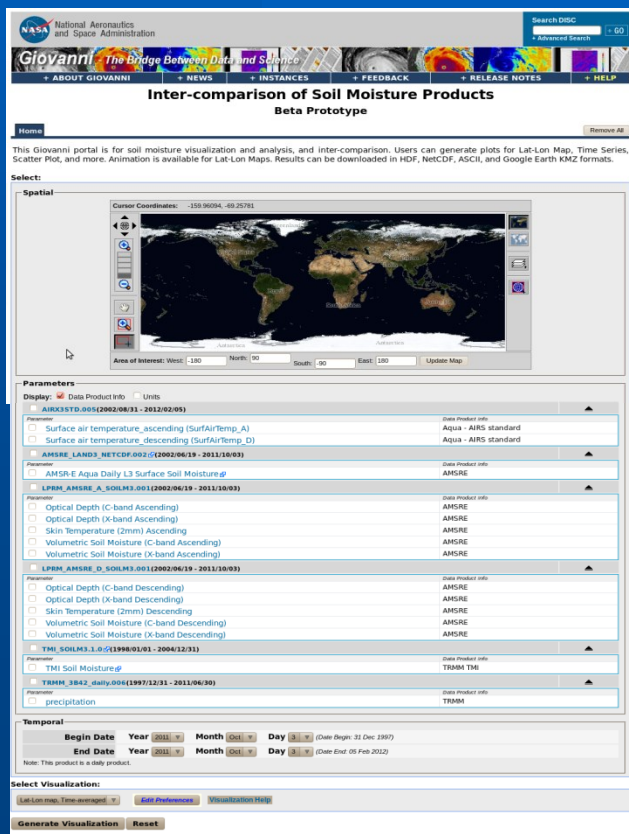 National Aeronautics
and Space Administration
NASA
Search DISC
+ GO
+ Advanced Search
Giovanni - The Bridge Between Data and Science
+ ABOUT GIOVANNI + NEWS + INSTANCES + FEEDBACK + RELEASE NOTES + HELP
Inter-comparison of Soil Moisture Products
Beta Prototype
Home
Remove All
This Giovanni portal is for soil moisture visualization and analysis, and inter-comparison. Users can generate plots for Lat-Lon Map, Time Series,
Scatter Plot, and more. Animation is available for Lat-Lon Maps. Results can be downloaded in HDF, NetCDF, ASCII, and Google Earth KMZ formats.
Select:
Spatial
Cursor Coordinates: -159.96094, -69.25781
Area of Interest: West: -180 North: 90 South: -90 East: 180 Update Map
Parameters
Display: Data Product Info Units
AIRX3STD.005(2002/08/31 - 2012/02/05)
Parameter Data Product Info
Surface air temperature_ascending (SurfAirTemp_A) Aqua - AIRS standard
Surface air temperature_descending (SurfAirTemp_D) Aqua - AIRS standard
AMSRE_LAND3_NETCDF.002(2002/06/19 - 2011/10/03)
Parameter Data Product Info
AMSR-E Aqua Daily L3 Surface Soil Moisture AMSRE
LPRM_AMSRE_A_SOILM3.001(2002/06/19 - 2011/10/03)
Parameter Data Product Info
Optical Depth (C-band Ascending) AMSRE
Optical Depth (X-band Ascending) AMSRE
Skin Temperature (2mm) Ascending AMSRE
Volumetric Soil Moisture (C-band Ascending) AMSRE
Volumetric Soil Moisture (X-band Ascending) AMSRE
LPRM_AMSRE_D_SOILM3.001(2002/06/19 - 2011/10/03)
Parameter Data Product Info
Optical Depth (C-band Descending) AMSRE
Optical Depth (X-band Descending) AMSRE
Skin Temperature (2mm) Descending AMSRE
Volumetric Soil Moisture (C-band Descending) AMSRE
Volumetric Soil Moisture (X-band Descending) AMSRE
TMI_SOILM3.1.0(1998/01/01 - 2004/12/31)
Parameter Data Product Info
TMI Soil Moisture TRMM TMI
TRMM_3B42_daily.006(1997/12/31 - 2011/06/30)
Parameter Data Product Info
precipitation TRMM
Temporal
Begin Date Year 2011 Month Oct Day 3 (Date Begin: 31 Dec 1997)
End Date Year 2011 Month Oct Day 3 (Date End: 05 Feb 2012)
Note: This product is a daily product.
Select Visualization:
Lat-Lon map, Time-averaged Edit Preferences Visualization Help
Generate Visualization Reset